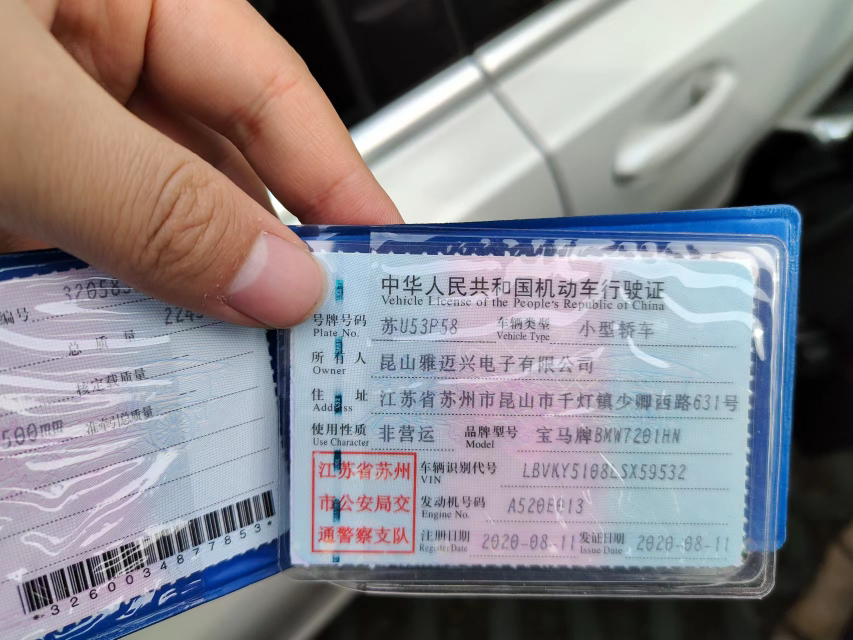 编号
32058
224
总质量
核定载质量
准牵引总质量
500mm
*3260034877853*
中华人民共和国机动车行驶证
Vehicle License of the People's Republic of China
号牌号码 苏U53P58 车辆类型 小型轿车
Plate No. Vehicle Type
所有人 昆山雅迈兴电子有限公司
Owner
住址 江苏省苏州市昆山市千灯镇少卿西路631号
Address
使用性质 非营运 品牌型号 宝马牌BMW7201HN
Use Character Model
江苏省苏州
市公安局交
通警察支队
车辆识别代号 LBVKY5108LSX59532
VIN
发动机号码 A520E013
Engine No.
注册日期 2020-08-11 发证日期 2020-08-11
Register Date Issue Date